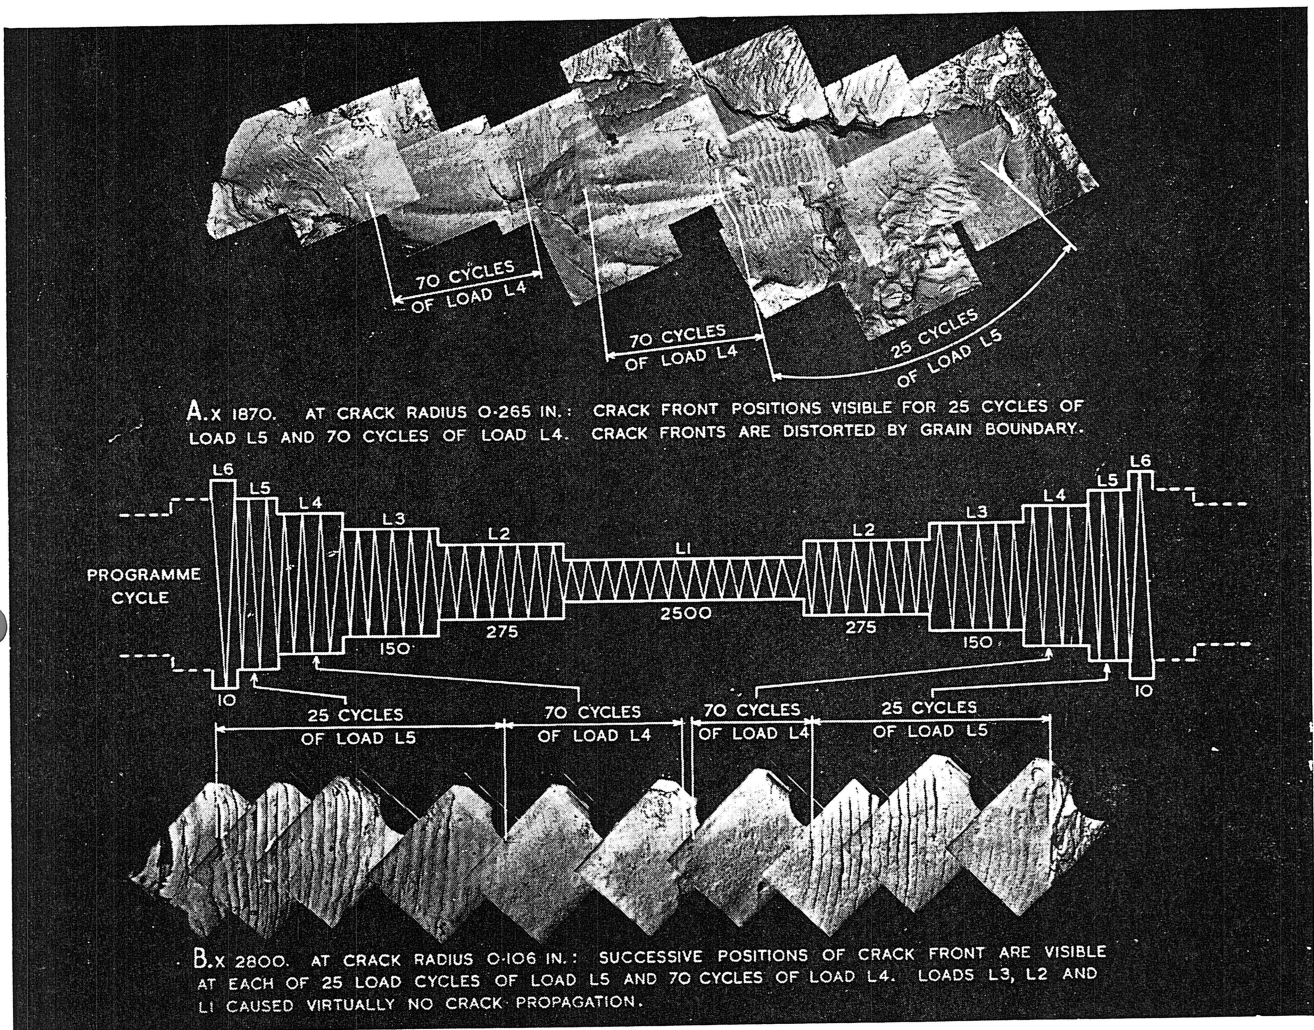 70 CYCLES
OF LOAD L4
70 CYCLES
OF LOAD L4
25 CYCLES
OF LOAD L5
A. X 1870. AT CRACK RADIUS 0·265 IN.: CRACK FRONT POSITIONS VISIBLE FOR 25 CYCLES OF
LOAD L5 AND 70 CYCLES OF LOAD L4. CRACK FRONTS ARE DISTORTED BY GRAIN BOUNDARY.
L6
L5
L4
L3
L2
L1
L2
L3
L4
L5
L6
PROGRAMME
CYCLE
10
150
275
2500
275
150
10
25 CYCLES
OF LOAD L5
70 CYCLES
OF LOAD L4
70 CYCLES
OF LOAD L4
25 CYCLES
OF LOAD L5
B. X 2800. AT CRACK RADIUS 0·106 IN.: SUCCESSIVE POSITIONS OF CRACK FRONT ARE VISIBLE
AT EACH OF 25 LOAD CYCLES OF LOAD L5 AND 70 CYCLES OF LOAD L4. LOADS L3, L2 AND
L1 CAUSED VIRTUALLY NO CRACK PROPAGATION.